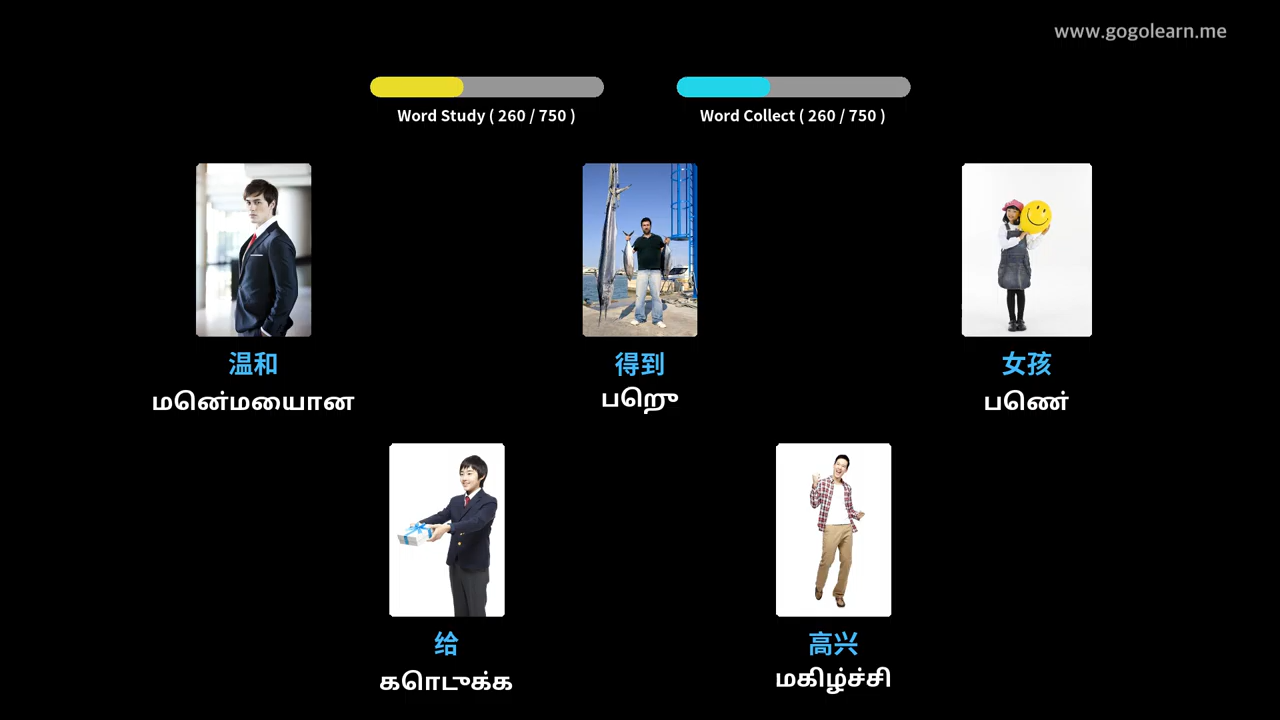 www.gogolearn.me
Word Study ( 260 / 750 )
Word Collect ( 260 / 750 )
温和
மென்மையான
得到
பெறு
女孩
பெண்
给
கொடுக்க
高兴
மகிழ்ச்சி